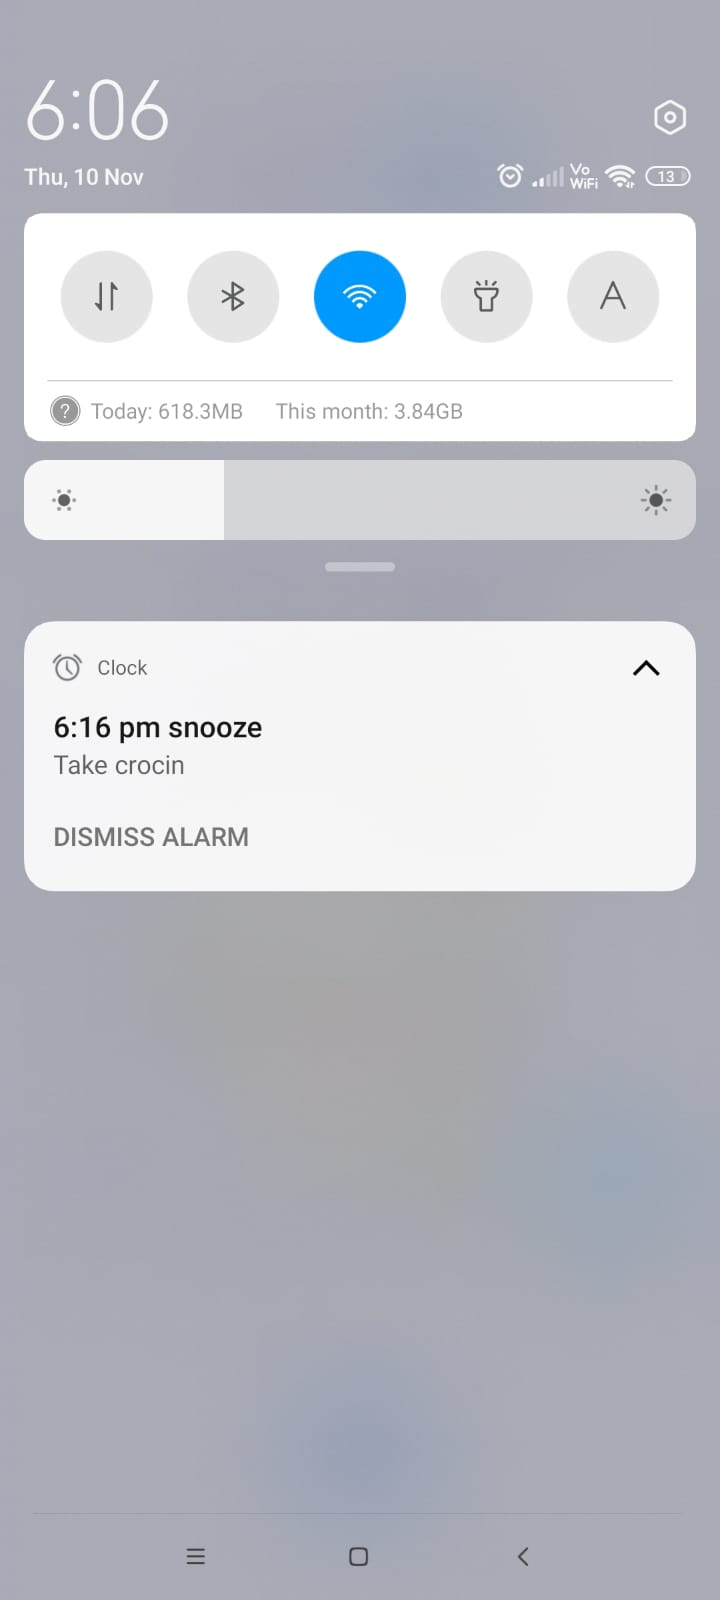 6:06
Thu, 10 Nov
Vo
WiFi
13
A
? Today: 618.3MB This month: 3.84GB
Clock
6:16 pm snooze
Take crocin
DISMISS ALARM